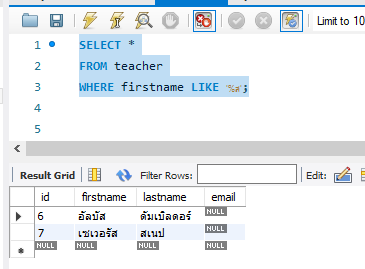 Limit to 10
1 SELECT *
2 FROM teacher
3 WHERE firstname LIKE '%ส';
4
5
Result Grid Filter Rows: Edit:
id firstname lastname email
6 อัลบัส ดัมเบิลดอร์ NULL
7 เซเวอรัส สเนป NULL
NULL NULL NULL NULL